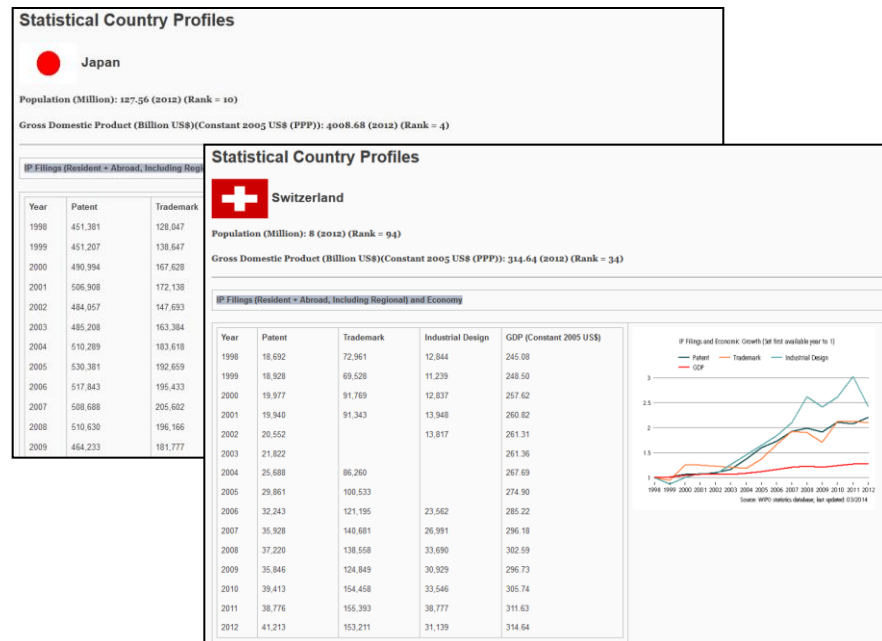 Statistical Country Profiles
Japan
Population (Million): 127.56 (2012) (Rank = 10)
Gross Domestic Product (Billion US$)(Constant 2005 US$ (PPP)): 4008.68 (2012) (Rank = 4)
IP Filings (Resident + Abroad, Including Regi
Year Patent Trademark
1998 451,381 128,047
1999 451,207 138,647
2000 490,994 167,628
2001 506,908 172,138
2002 484,057 147,693
2003 485,208 163,384
2004 510,289 183,618
2005 530,381 192,659
2006 517,843 195,433
2007 508,688 205,602
2008 510,630 196,166
2009 464,233 181,777
Statistical Country Profiles
Switzerland
Population (Million): 8 (2012) (Rank = 94)
Gross Domestic Product (Billion US$)(Constant 2005 US$ (PPP)): 314.64 (2012) (Rank = 34)
IP Filings (Resident + Abroad, Including Regional) and Economy
Year Patent Trademark Industrial Design GDP (Constant 2005 US$)
1998 18,692 72,961 12,844 245.08
1999 18,928 69,528 11,239 248.50
2000 19,977 91,769 12,837 257.62
2001 19,940 91,343 13,948 260.82
2002 20,552 13,817 261.31
2003 21,822 261.36
2004 25,688 86,260 267.69
2005 29,861 100,533 274.90
2006 32,243 121,195 23,562 285.22
2007 35,928 140,681 26,991 296.18
2008 37,220 138,558 33,690 302.59
2009 35,846 124,849 30,929 296.73
2010 39,413 154,458 33,546 305.74
2011 38,776 155,393 38,777 311.63
2012 41,213 153,211 31,139 314.64
IP Filings and Economic Growth (Set first available year to 1)
Patent Trademark Industrial Design
GDP
3
2.5
2
1.5
1
1998 1999 2000 2001 2002 2003 2004 2005 2006 2007 2008 2009 2010 2011 2012
Source: WIPO statistics database; last updated: 03/2014